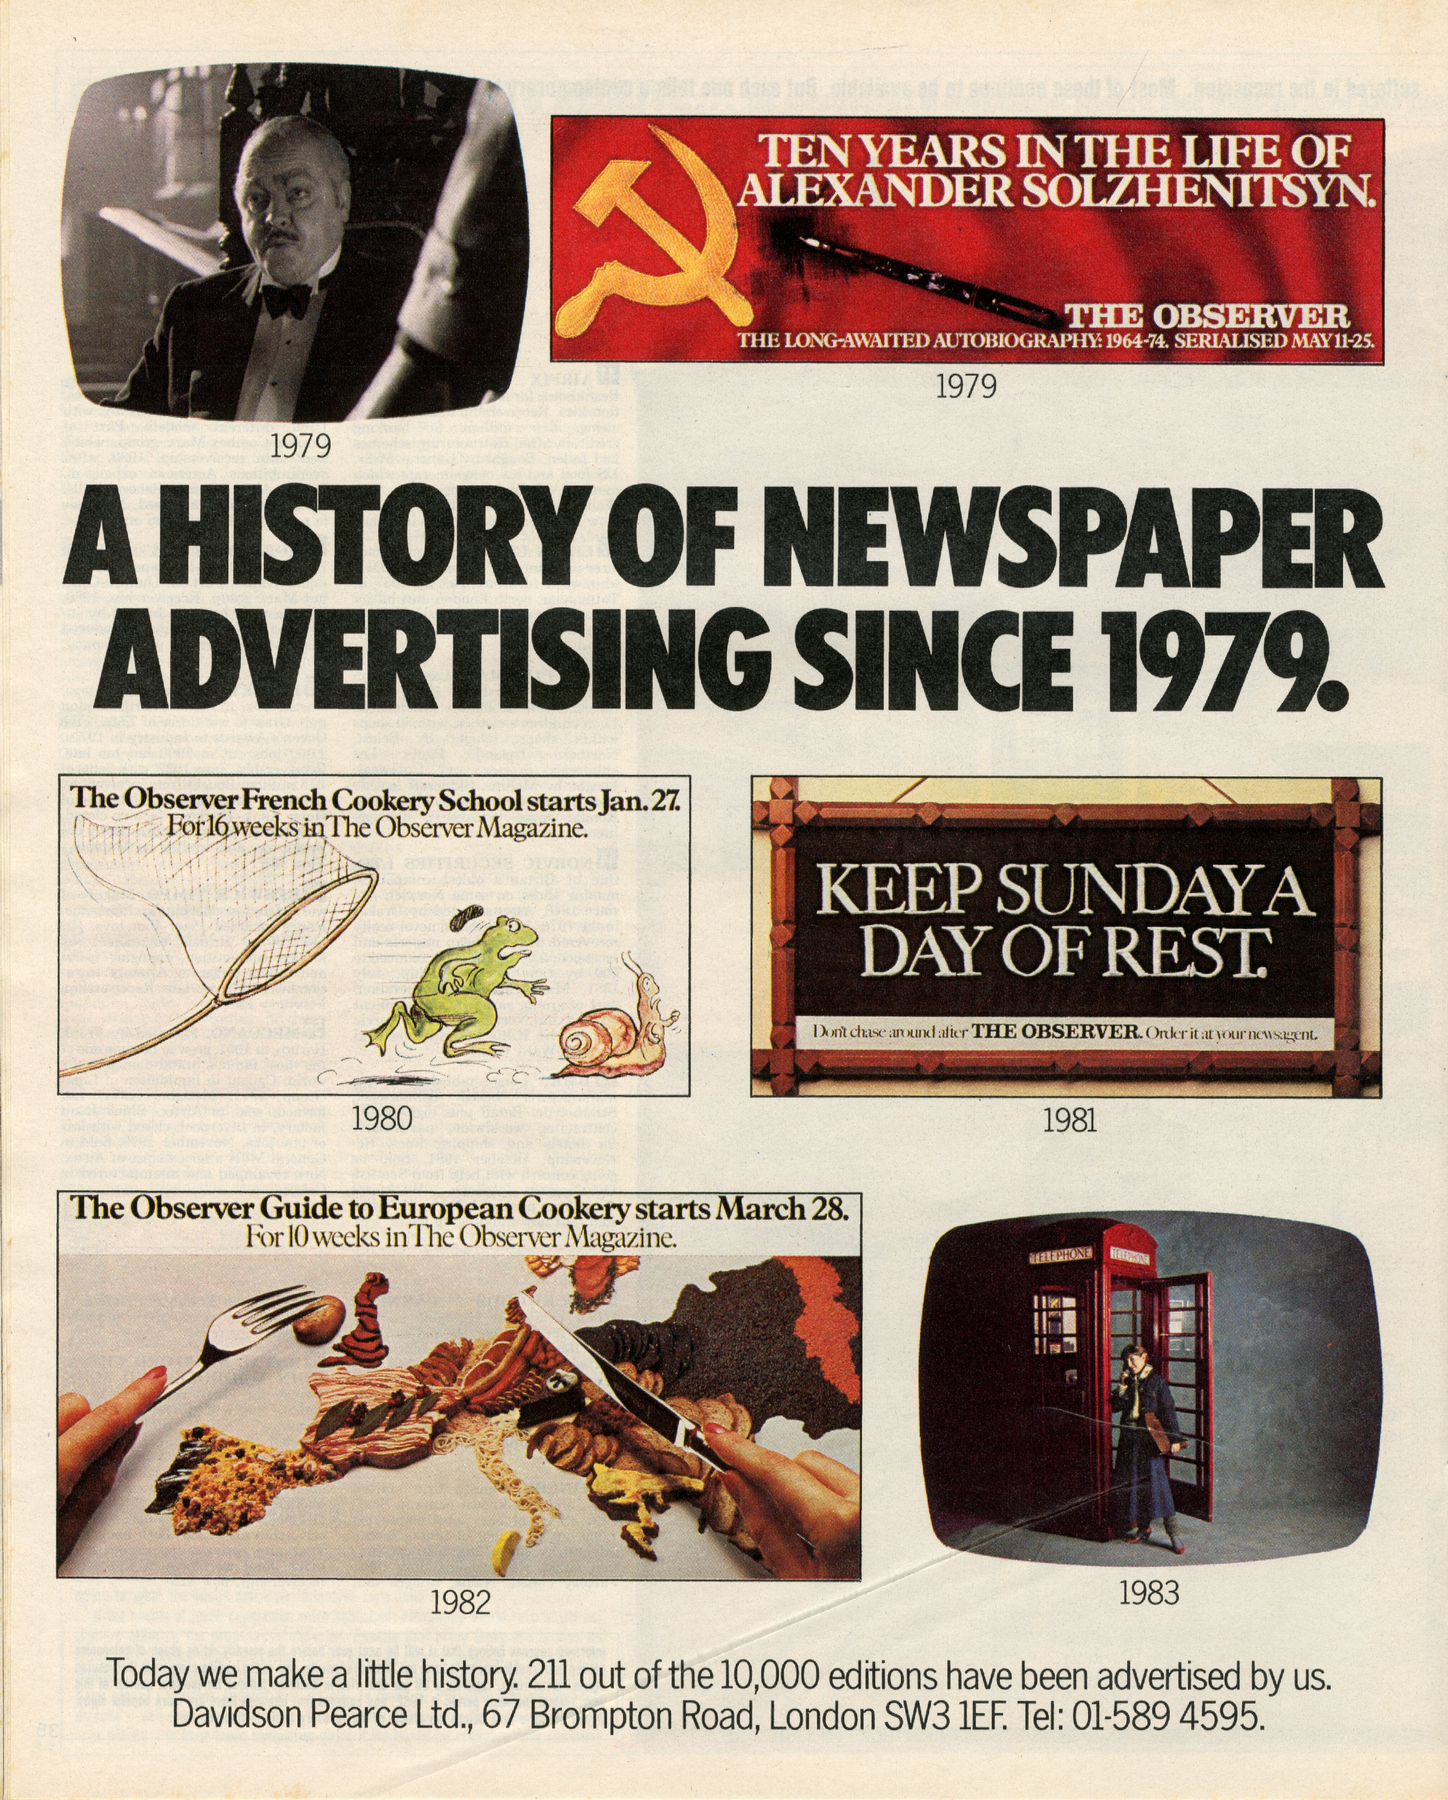 TEN YEARS IN THE LIFE OF
ALEXANDER SOLZHENITSYN.
THE OBSERVER
THE LONG-AWAITED AUTOBIOGRAPHY: 1964-74. SERIALISED MAY 11-25.
1979
1979
A HISTORY OF NEWSPAPER
ADVERTISING SINCE 1979.
The Observer French Cookery School starts Jan. 27.
For 16 weeks in The Observer Magazine.
1980
KEEP SUNDAY A
DAY OF REST.
Don't chase around after THE OBSERVER. Order it at your newsagent.
1981
The Observer Guide to European Cookery starts March 28.
For 10 weeks in The Observer Magazine.
1982
TELEPHONE
TELEPHONE
1983
Today we make a little history. 211 out of the 10,000 editions have been advertised by us.
Davidson Pearce Ltd., 67 Brompton Road, London SW3 1EF. Tel: 01-589 4595.